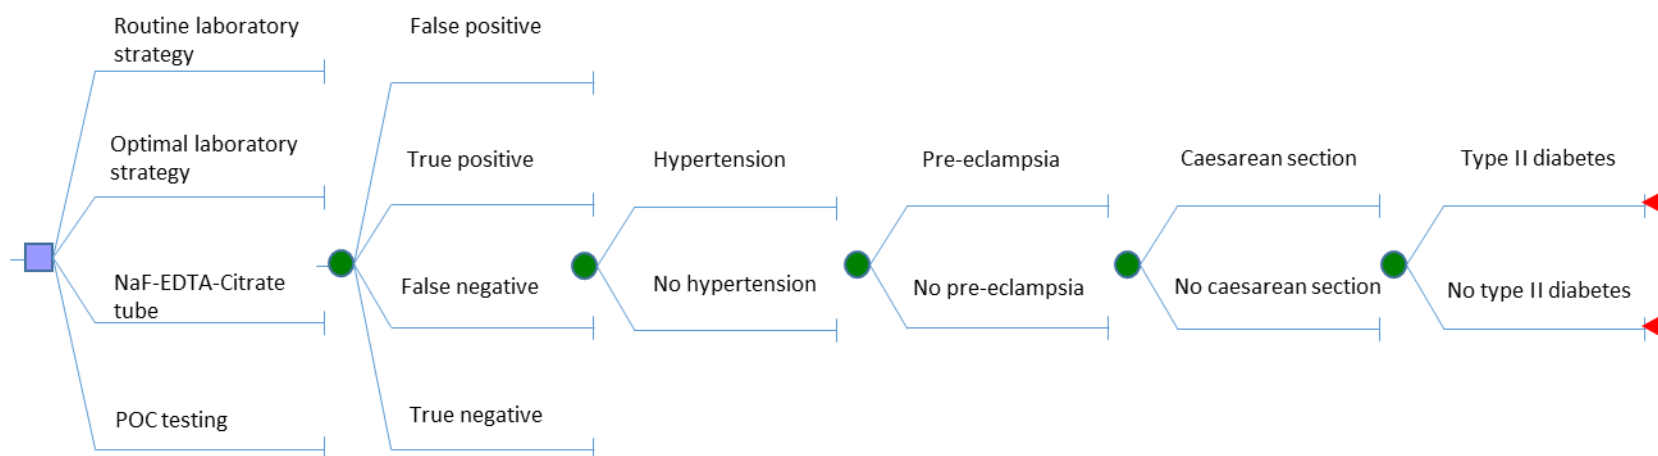 Routine laboratory
strategy
Optimal laboratory
strategy
NaF-EDTA-Citrate
tube
POC testing
False positive
True positive
False negative
True negative
Hypertension
No hypertension
Pre-eclampsia
No pre-eclampsia
Caesarean section
No caesarean section
Type II diabetes
No type II diabetes